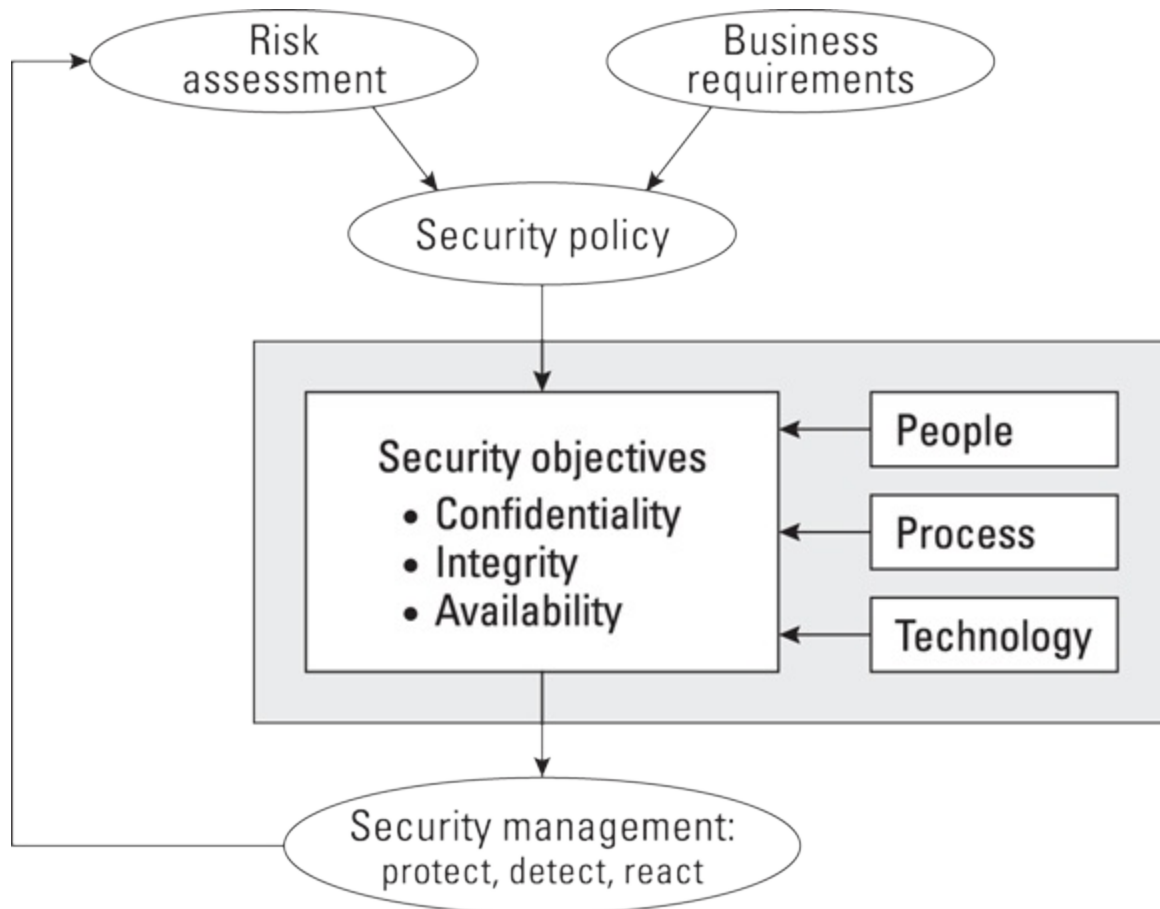 Risk
assessment
Business
requirements
Security policy
Security objectives
• Confidentiality
• Integrity
• Availability
People
Process
Technology
Security management:
protect, detect, react